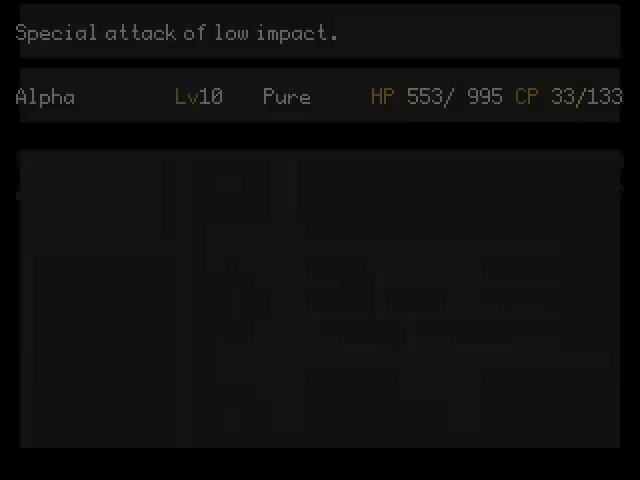 Special attack of low impact.
Alpha Lv10 Pure HP 553/ 995 CP 33/133